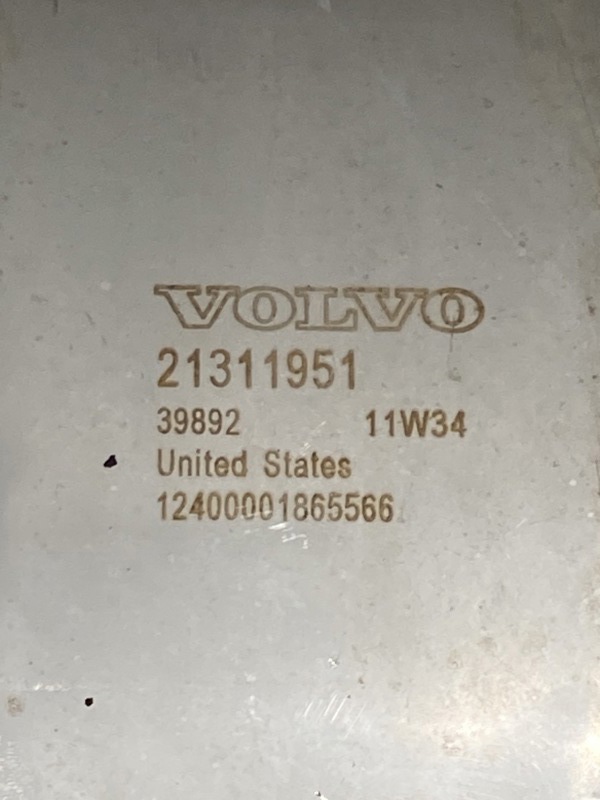 VOLVO
21311951
39892 11W34
United States
12400001865566